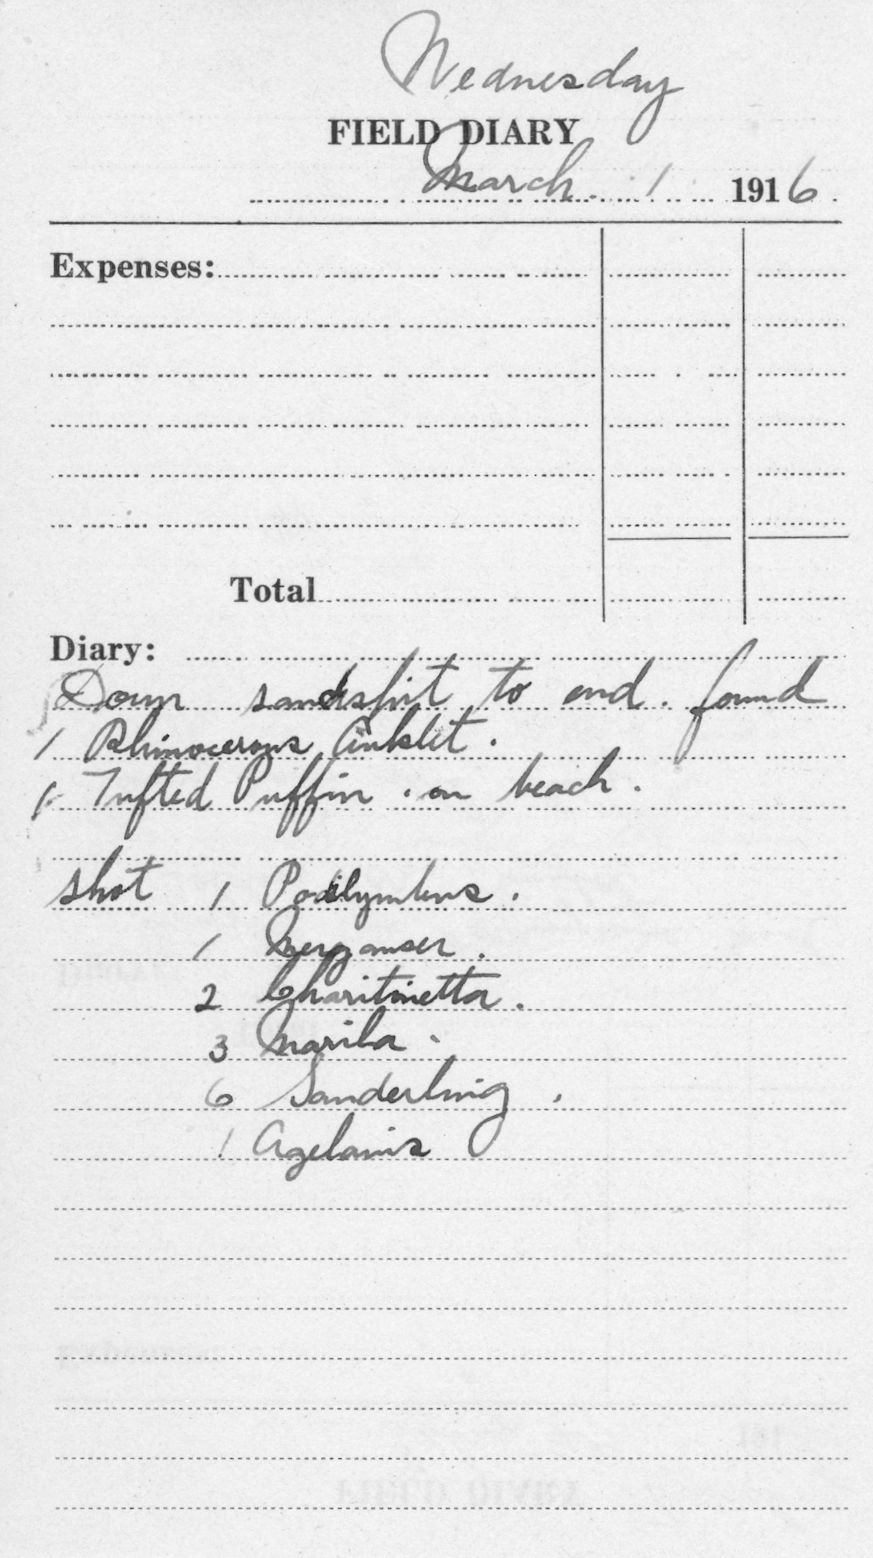 Wednesday
FIELD DIARY
March 1 1916.
Expenses:
Total
Diary:
Down sandspit to end. found
1 Rhinocerous Auklet.
1 Tufted Puffin. on beach.
shot 1 Podilymbus.
1 Merganser.
2 Charitonetta.
3 Marila.
6 Sanderling.
1 Agelaius